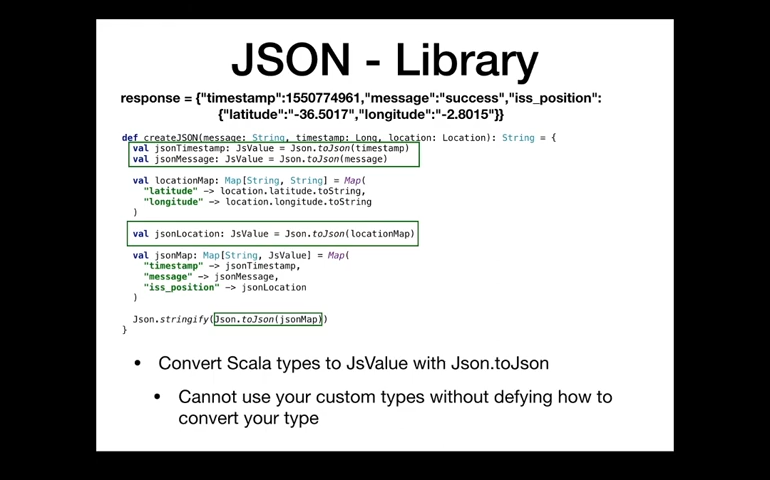 JSON - Library
response = {"timestamp":1550774961,"message":"success","iss_position":
{"latitude":"-36.5017","longitude":"-2.8015"}}
def createJSON(message: String, timestamp: Long, location: Location): String = {
val jsonTimestamp: JsValue = Json.toJson(timestamp)
val jsonMessage: JsValue = Json.toJson(message)
val locationMap: Map[String, String] = Map(
"latitude" -> location.latitude.toString,
"longitude" -> location.longitude.toString
)
val jsonLocation: JsValue = Json.toJson(locationMap)
val jsonMap: Map[String, JsValue] = Map(
"timestamp" -> jsonTimestamp,
"message" -> jsonMessage,
"iss_position" -> jsonLocation
)
Json.stringify(Json.toJson(jsonMap))
}
• Convert Scala types to JsValue with Json.toJson
• Cannot use your custom types without defying how to
convert your type